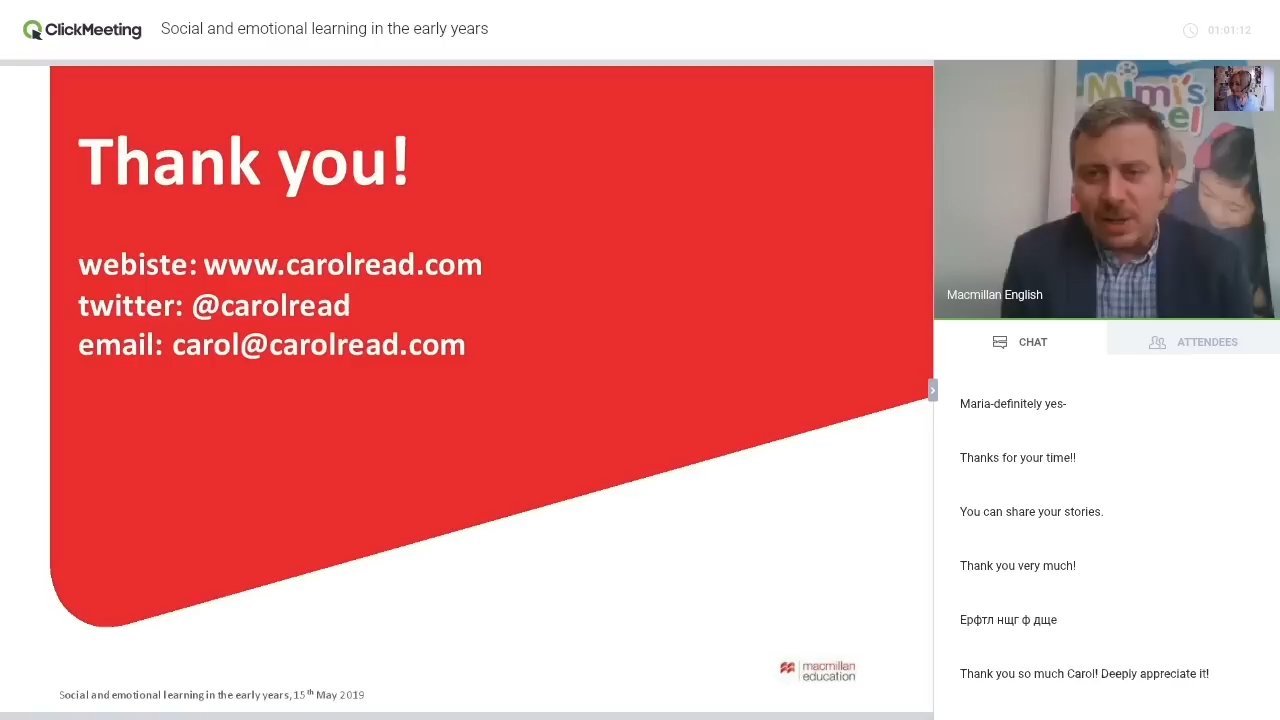 ClickMeeting
Social and emotional learning in the early years
01:01:12
Thank you!
webiste: www.carolread.com
twitter: @carolread
email: carol@carolread.com
macmillan
education
Social and emotional learning in the early years, 15th May 2019
Mimi's
eel
Macmillan English
CHAT
ATTENDEES
Maria-definitely yes-
Thanks for your time!!
You can share your stories.
Thank you very much!
Ерфтл нщг ф дще
Thank you so much Carol! Deeply appreciate it!